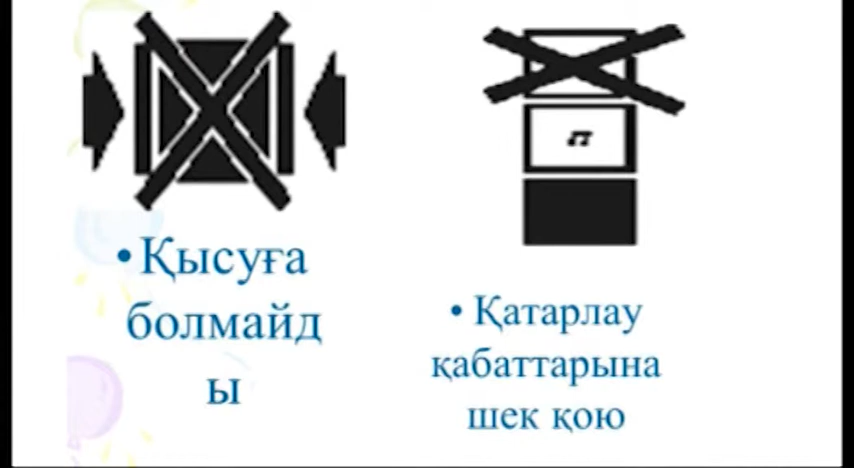 п
• Қысуға
болмайд
ы
• Қатарлау
қабаттарына
шек қою